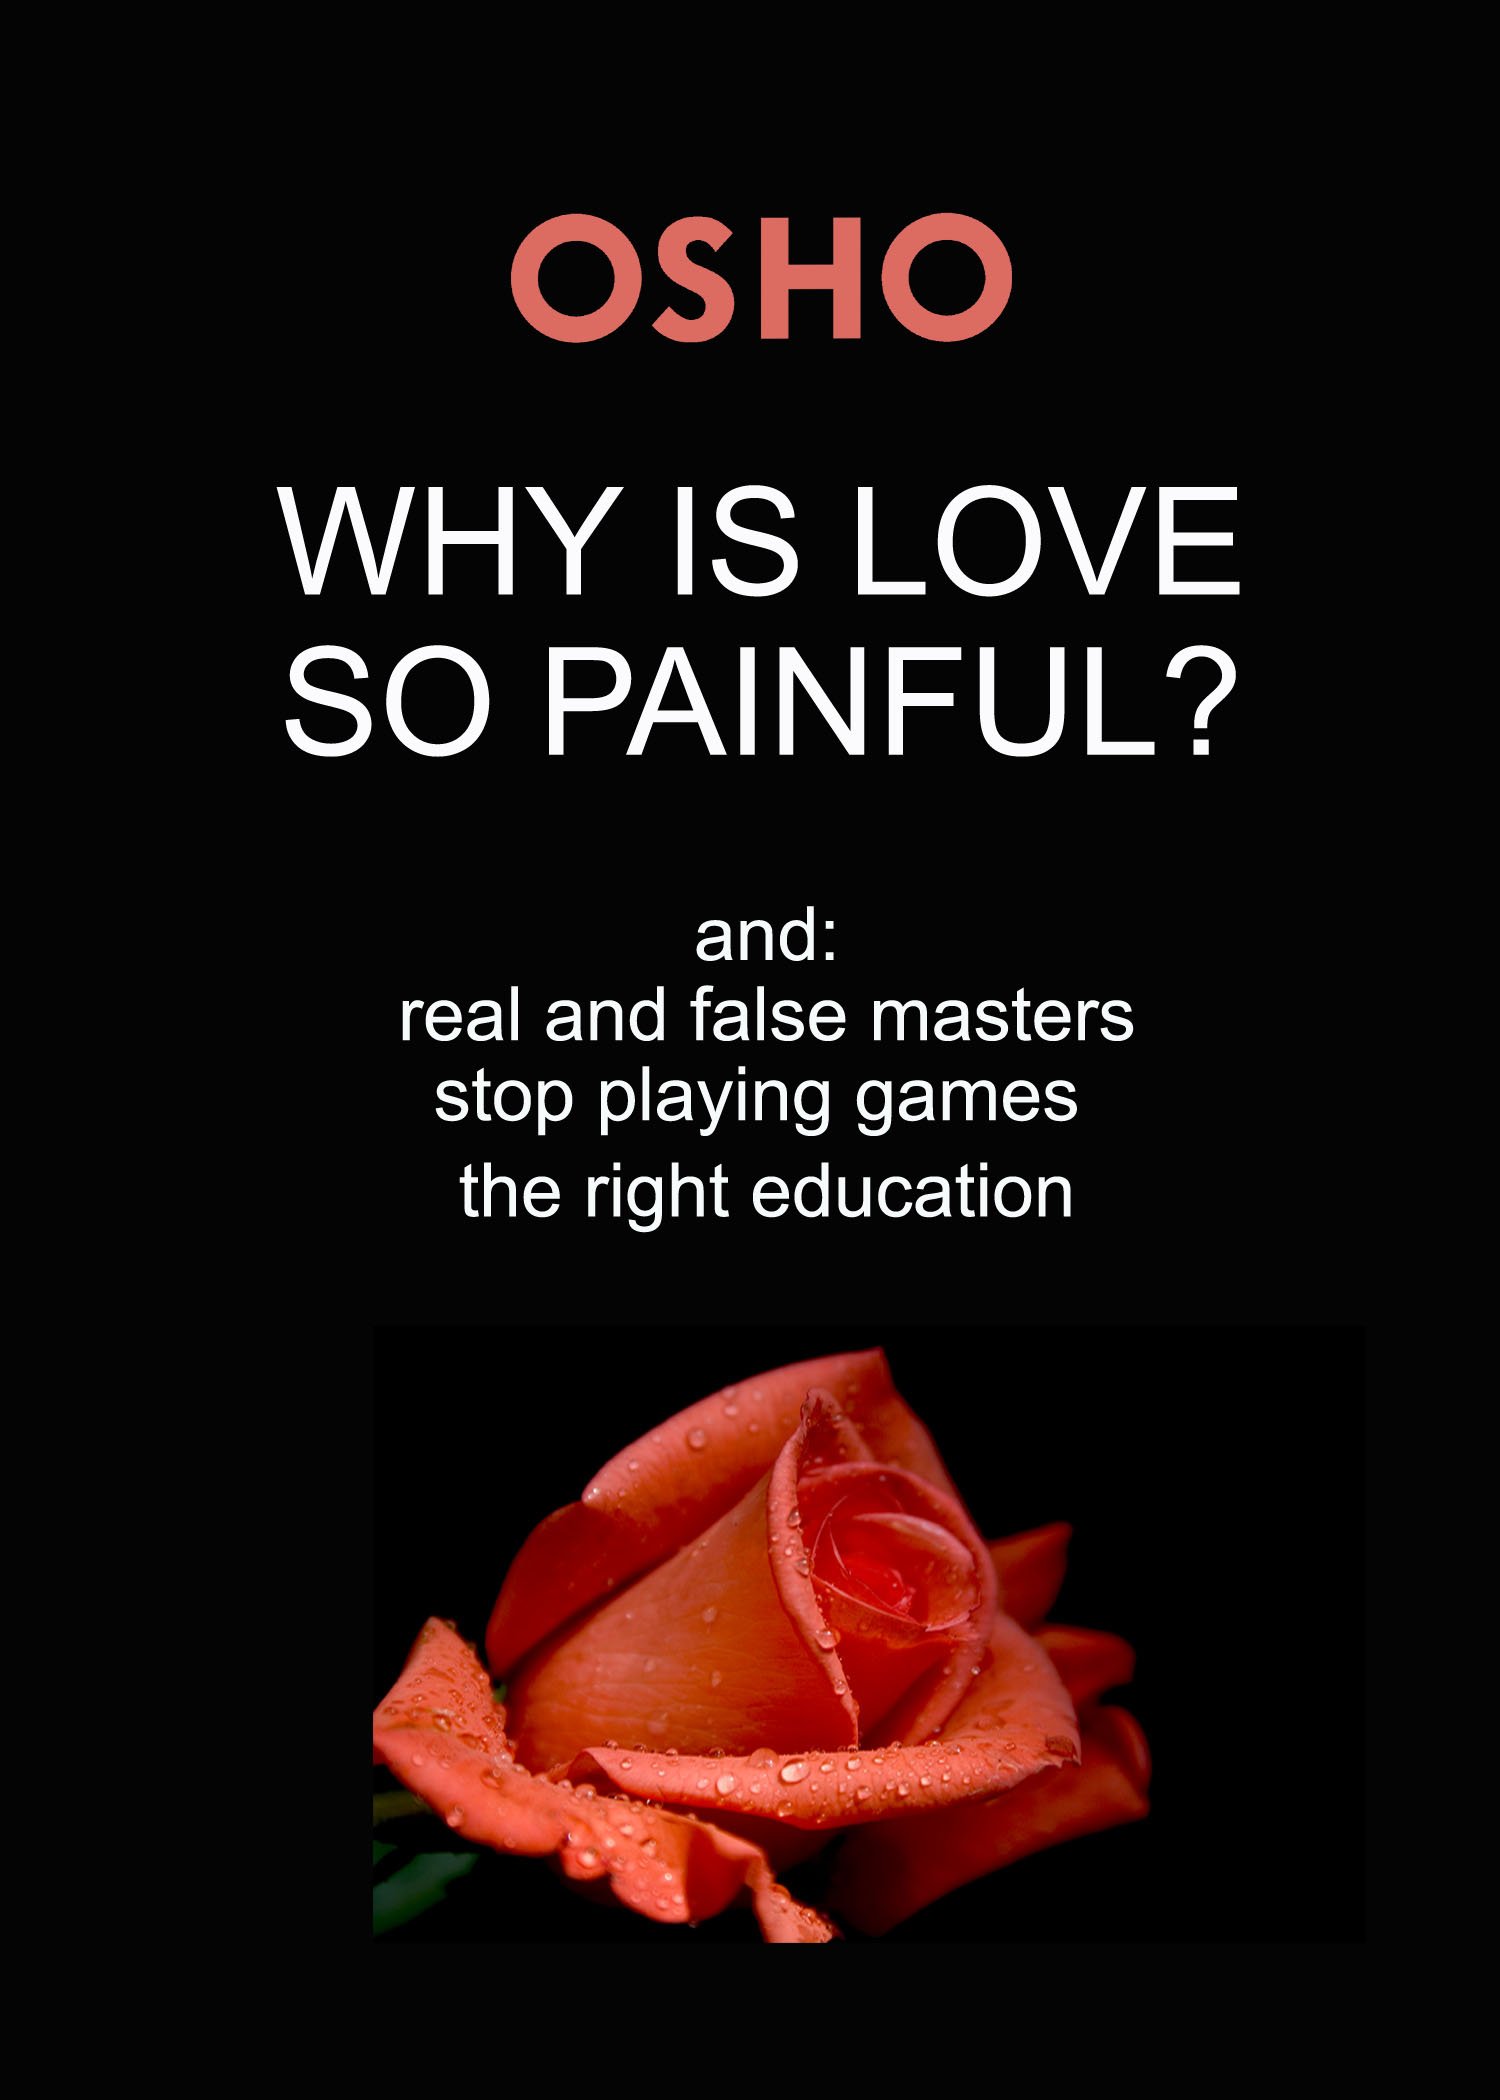 OSHO
WHY IS LOVE
SO PAINFUL?
and:
real and false masters
stop playing games
the right education